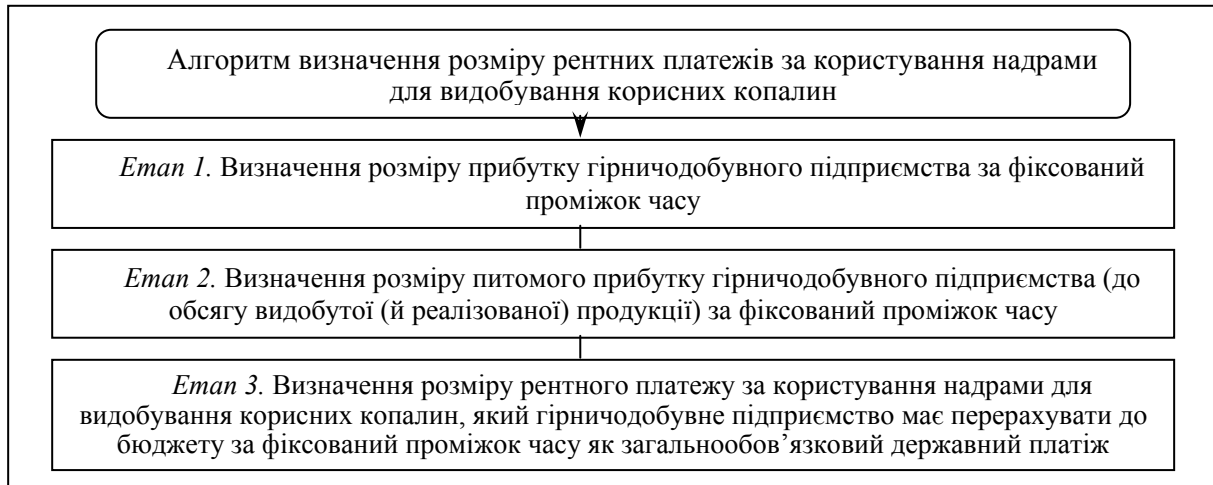 Алгоритм визначення розміру рентних платежів за користування надрами
для видобування корисних копалин
Етап 1. Визначення розміру прибутку гірничодобувного підприємства за фіксований
проміжок часу
Етап 2. Визначення розміру питомого прибутку гірничодобувного підприємства (до
обсягу видобутої (й реалізованої) продукції) за фіксований проміжок часу
Етап 3. Визначення розміру рентного платежу за користування надрами для
видобування корисних копалин, який гірничодобувне підприємство має перерахувати до
бюджету за фіксований проміжок часу як загальнообов’язковий державний платіж